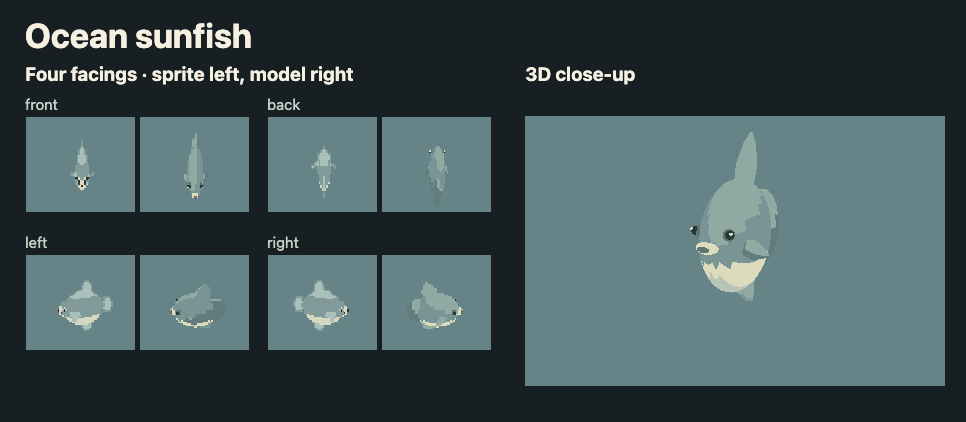 Ocean sunfish
Four facings · sprite left, model right
3D close-up
front
back
left
right